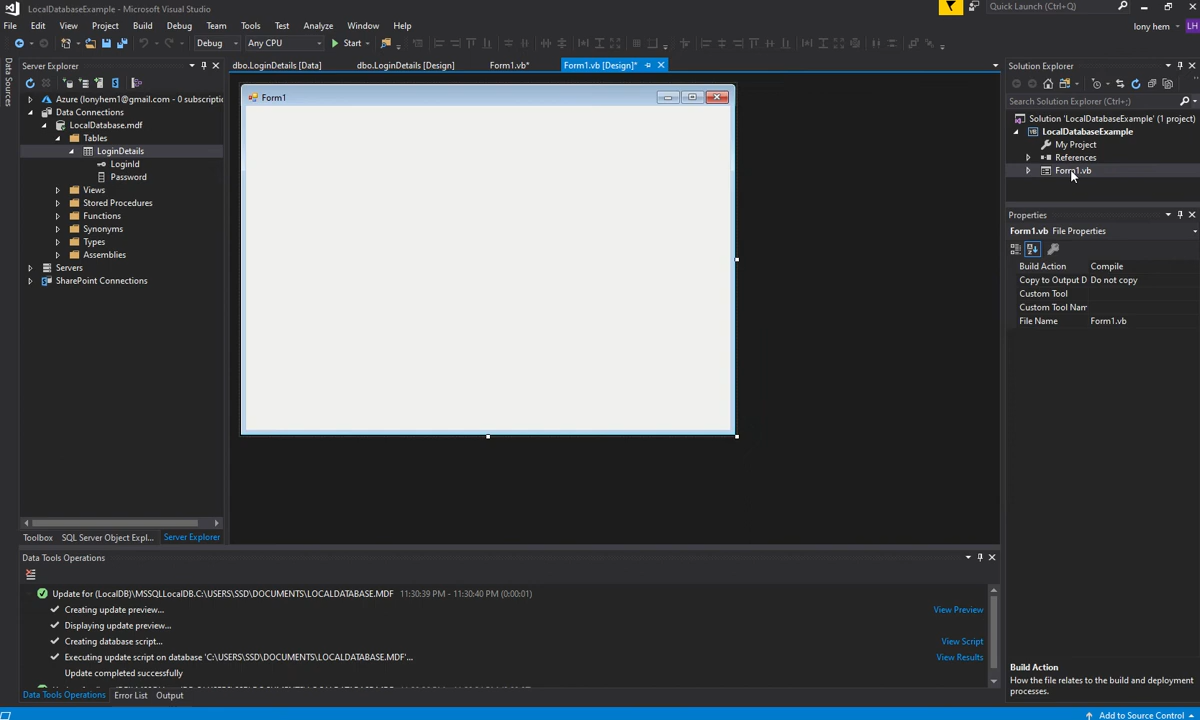 LocalDatabaseExample - Microsoft Visual Studio
Quick Launch (Ctrl+Q)
File Edit View Project Build Debug Team Tools Test Analyze Window Help
lony hern LH
Debug Any CPU Start
Data Sources
Server Explorer
Azure (lonyhern1@gmail.com - 0 subscriptic
Data Connections
LocalDatabase.mdf
Tables
LoginDetails
LoginId
Password
Views
Stored Procedures
Functions
Synonyms
Types
Assemblies
Servers
SharePoint Connections
Toolbox SQL Server Object Expl... Server Explorer
dbo.LoginDetails [Data] dbo.LoginDetails [Design] Form1.vb* Form1.vb [Design]*
Form1
Solution Explorer
Search Solution Explorer (Ctrl+;)
Solution 'LocalDatabaseExample' (1 project)
LocalDatabaseExample
My Project
References
Form1.vb
Properties
Form1.vb File Properties
Build Action Compile
Copy to Output D Do not copy
Custom Tool
Custom Tool Nam
File Name Form1.vb
Build Action
How the file relates to the build and deployment
processes.
Data Tools Operations
Update for (LocalDB)\MSSQLLocalDB.C:\USERS\SSD\DOCUMENTS\LOCALDATABASE.MDF 11:30:39 PM - 11:30:40 PM (0:00:01)
Creating update preview... View Preview
Displaying update preview...
Creating database script... View Script
Executing update script on database 'C:\USERS\SSD\DOCUMENTS\LOCALDATABASE.MDF'... View Results
Update completed successfully
Data Tools Operations Error List Output
Add to Source Control